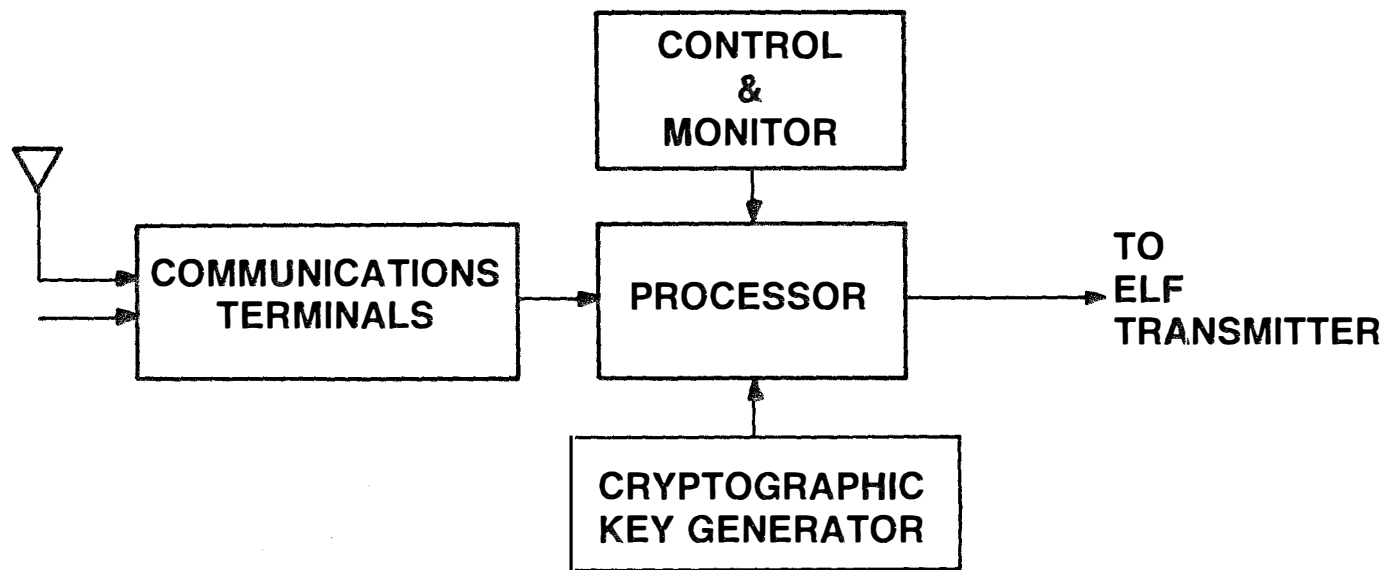 CONTROL
&
MONITOR
COMMUNICATIONS
TERMINALS
PROCESSOR
TO
ELF
TRANSMITTER
CRYPTOGRAPHIC
KEY GENERATOR